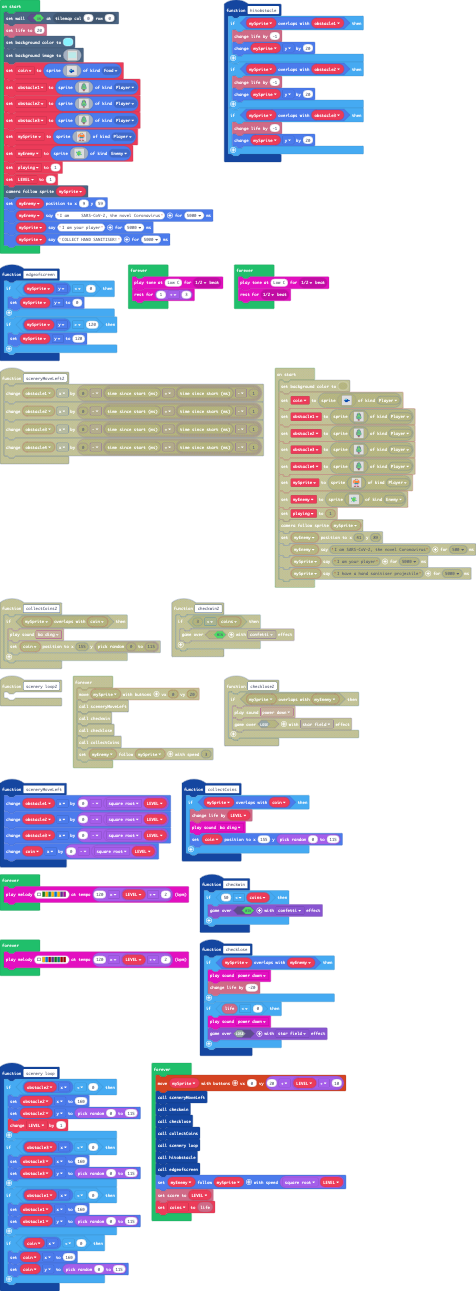 on start
set wall on at tilemap col 0 row 0
set life to 20
set background color to
set background image to
set coin to sprite of kind Food
set obstacle1 to sprite of kind Player
set obstacle2 to sprite of kind Player
set obstacle3 to sprite of kind Player
set mySprite to sprite of kind Player
set myEnemy to sprite of kind Enemy
set playing to 1
set LEVEL to 1
camera follow sprite mySprite
set myEnemy position to x 0 y
myEnemy say "I am SARS-CoV-2, the novel Coronavirus" for 5000 ms
mySprite say "I am your player" for 5000 ms
mySprite say "COLLECT HAND SANITISER!" for 5000 ms
function hitobstacle
if mySprite overlaps with obstacle1 then
change life by -1
change mySprite y by 20
if mySprite overlaps with obstacle2 then
change life by -1
change mySprite y by 20
if mySprite overlaps with obstacle3 then
change life by -1
change mySprite y by 20
function edgeofscreen
if mySprite y 0 then
set mySprite y to 0
if mySprite y 120 then
set mySprite y to 120
forever
play tone at Low C for 1/2 beat
rest for
forever
play tone at Low C for 1/2 beat
rest for 1/2 beat
function sceneryMoveLeft2
change obstacle1 x by 0 - time since start (ms) time since start (ms)
change x by 0 - time since start (ms) time since start (ms)
change x by 0 - time since start (ms) time since start (ms)
change x by 0 - time since start (ms) time since start (ms)
on start
set background color to
set coin to sprite of kind Player
set obstacle1 to sprite of kind Player
set obstacle2 to sprite of kind Player
set obstacle3 to sprite of kind Player
set obstacle4 to sprite of kind Player
set mySprite to sprite of kind Player
set myEnemy to sprite of kind Enemy
set playing to 1
camera follow sprite mySprite
set myEnemy position to x y
myEnemy say "I am SARS-CoV-2, the novel Coronavirus" for 500 ms
mySprite say "I am your player" for 5000 ms
mySprite say "I have a hand sanitiser projectile" for 5000 ms
function collectCoins2
if mySprite overlaps with coin then
play sound ba ding
set coin position to x y pick random 0 to 115
function checkwin2
if coins then
game over WIN with confetti effect
function scenery loop2
forever
move mySprite with buttons vx 0 vy
call sceneryMoveLeft
call checkwin
call checklose
call collectCoins
set myEnemy follow mySprite with speed
function checklose2
if mySprite overlaps with myEnemy then
play sound power down
game over LOSE with star field effect
function sceneryMoveLeft
change obstacle1 x by 0 - square root LEVEL
change obstacle2 x by 0 - square root LEVEL
change obstacle3 x by 0 - square root LEVEL
change coin x by 0 - square root LEVEL
function collectCoins
if mySprite overlaps with coin then
change life by LEVEL
play sound ba ding
set coin position to x 150 y pick random 0 to 115
forever
play melody at tempo 120 x LEVEL 2 (bpm)
function checkwin
if 50 coins then
game over WIN with confetti effect
forever
play melody at tempo 120 x LEVEL 2 (bpm)
function checklose
if mySprite overlaps with myEnemy then
play sound power down
change life by -20
if life 0 then
play sound power down
game over LOSE with star field effect
function scenery loop
if obstacle2 x 0 then
set obstacle2 x to 160
set obstacle2 y to pick random 0 to 115
change LEVEL by 1
if obstacle3 x 0 then
set obstacle3 x to 160
set obstacle3 y to pick random 0 to 115
if obstacle1 x 0 then
set obstacle1 x to 160
set obstacle1 y to pick random 0 to 115
if coin x 0 then
set coin x to 160
set coin y to pick random 0 to 115
forever
move mySprite with buttons vx 0 vy 20 LEVEL 10
call sceneryMoveLeft
call checkwin
call checklose
call collectCoins
call scenery loop
call hitobstacle
call edgeofscreen
set myEnemy follow mySprite with speed square root LEVEL
set score to LEVEL
set coins to life